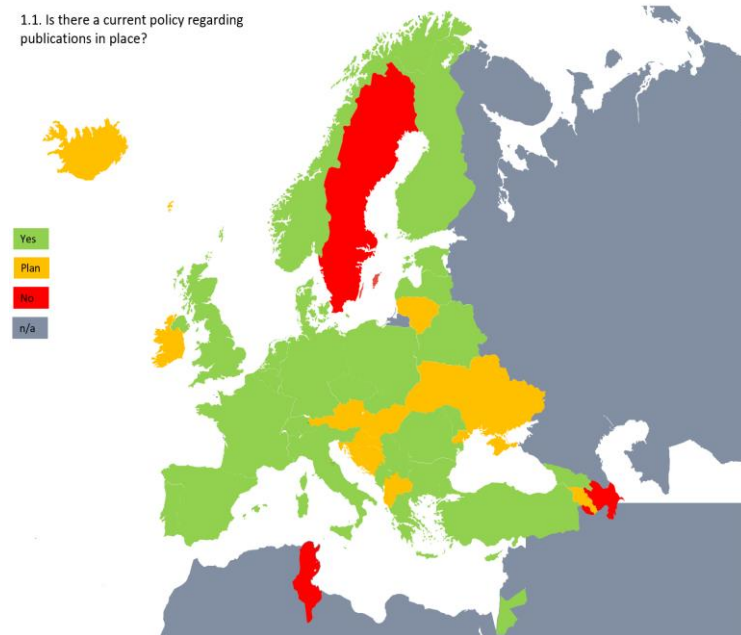 1.1. Is there a current policy regarding
publications in place?
Yes
Plan
No
n/a